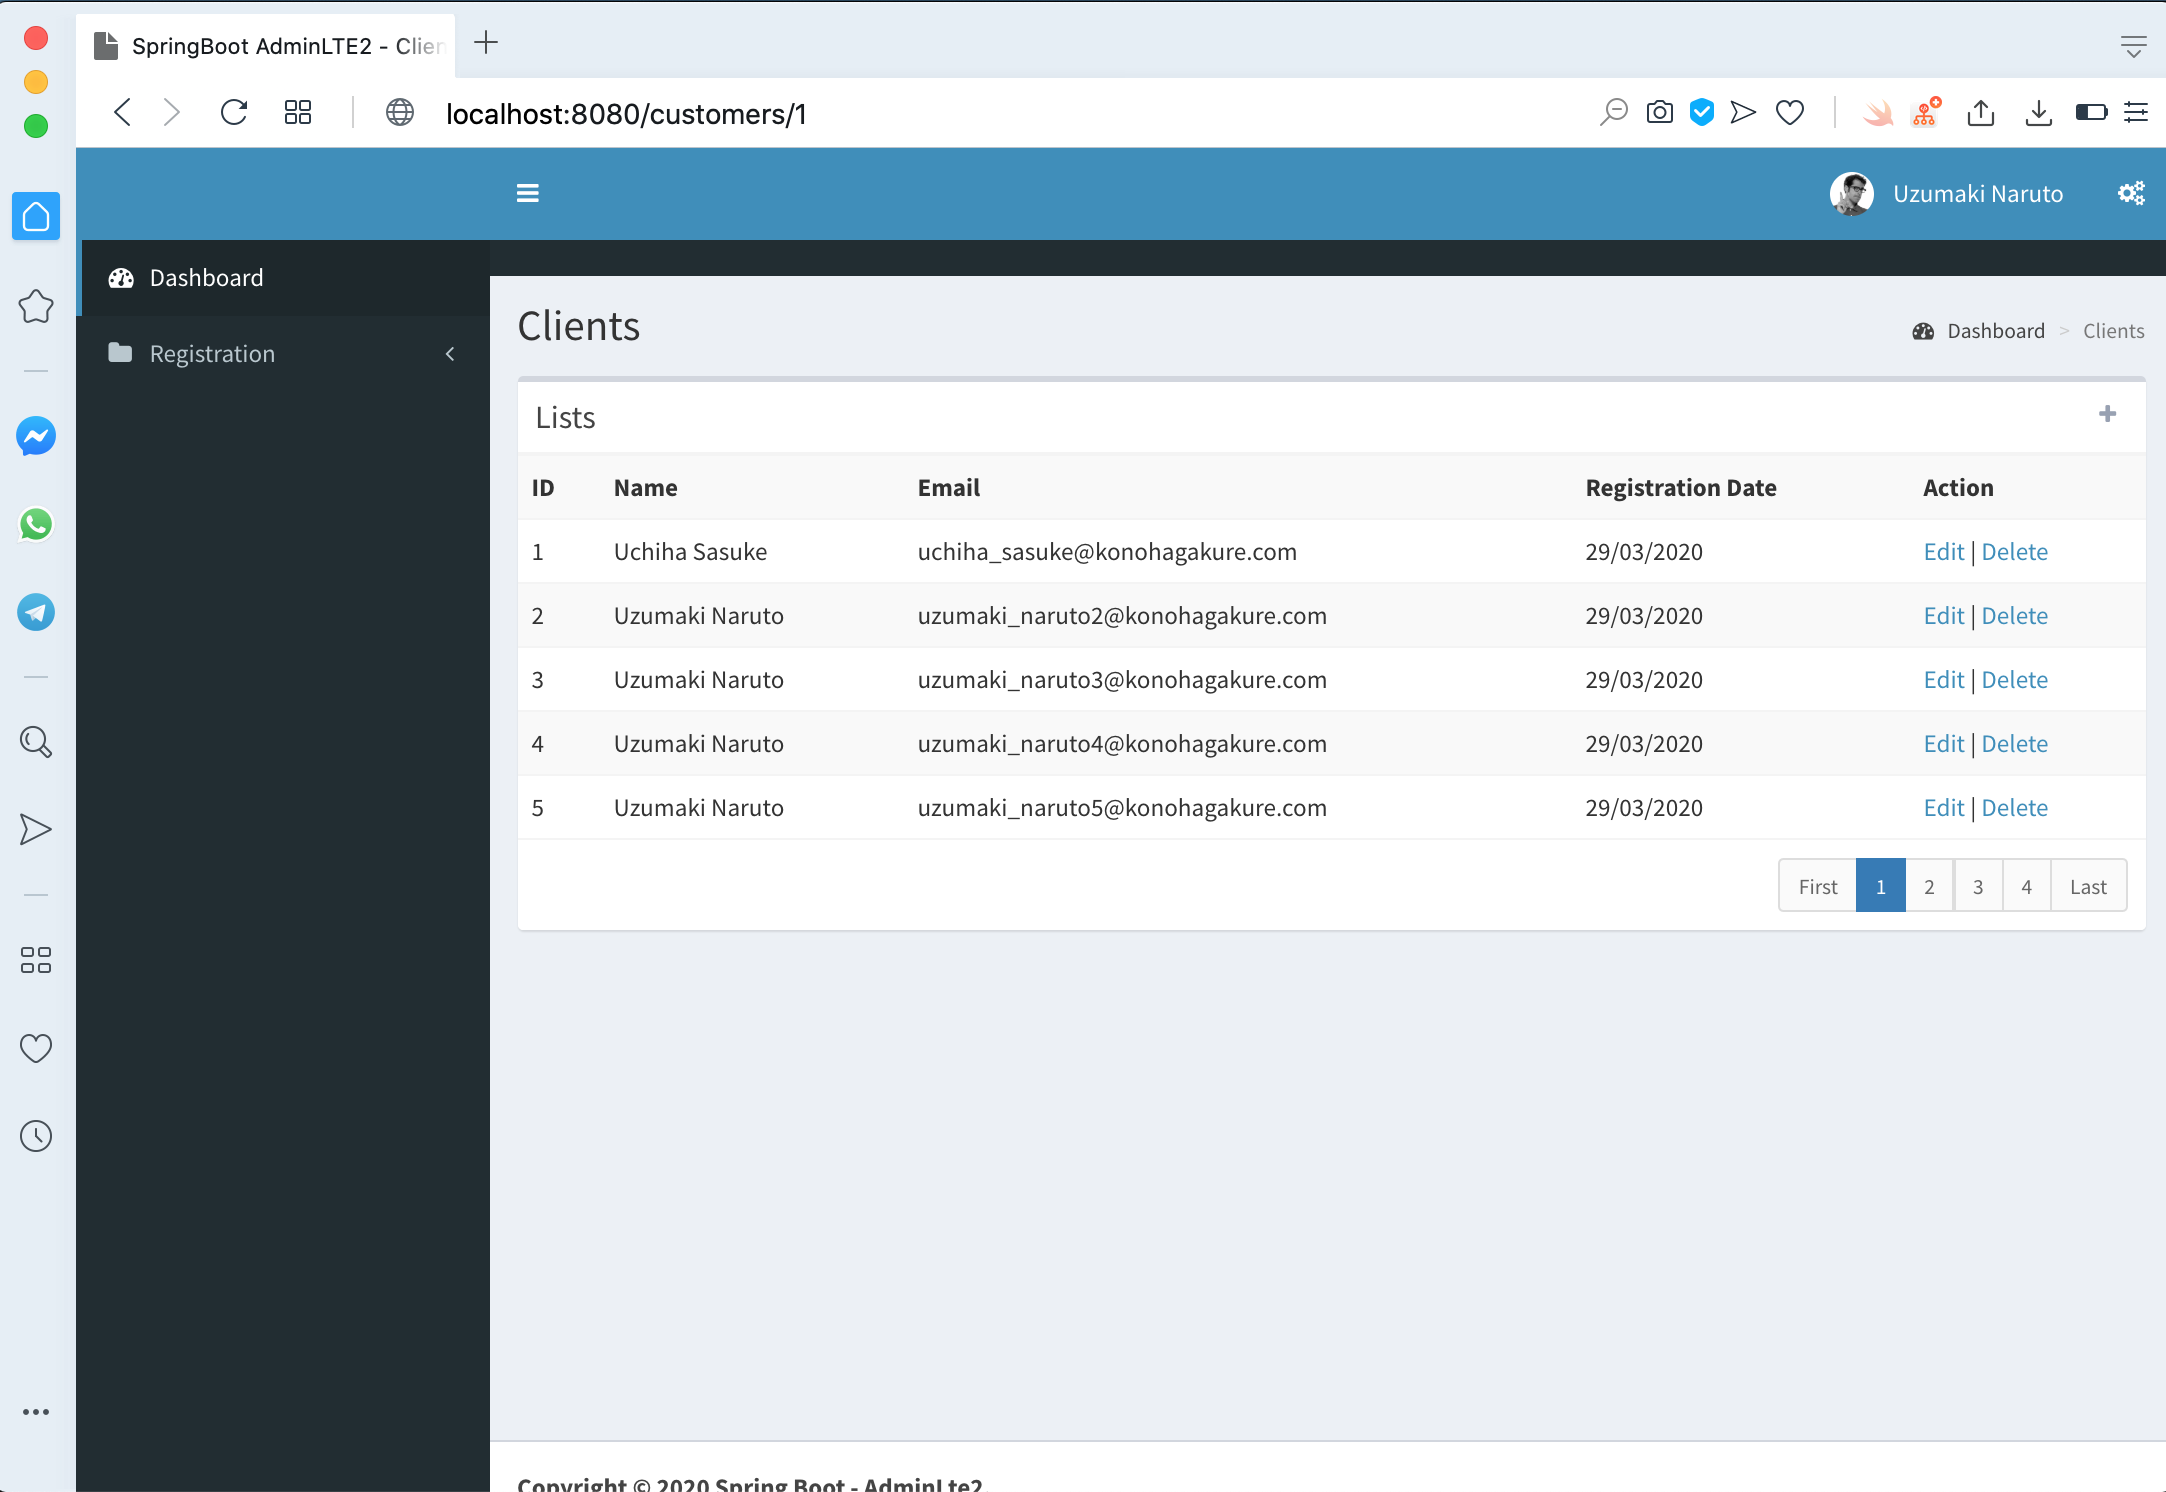 SpringBoot AdminLTE2 - Clien
localhost:8080/customers/1
Uzumaki Naruto
Dashboard
Registration
Clients
Dashboard > Clients
Lists
ID Name Email Registration Date Action
1 Uchiha Sasuke uchiha_sasuke@konohagakure.com 29/03/2020 Edit | Delete
2 Uzumaki Naruto uzumaki_naruto2@konohagakure.com 29/03/2020 Edit | Delete
3 Uzumaki Naruto uzumaki_naruto3@konohagakure.com 29/03/2020 Edit | Delete
4 Uzumaki Naruto uzumaki_naruto4@konohagakure.com 29/03/2020 Edit | Delete
5 Uzumaki Naruto uzumaki_naruto5@konohagakure.com 29/03/2020 Edit | Delete
First 1 2 3 4 Last
Copyright © 2020 Spring Boot - AdminLte2.